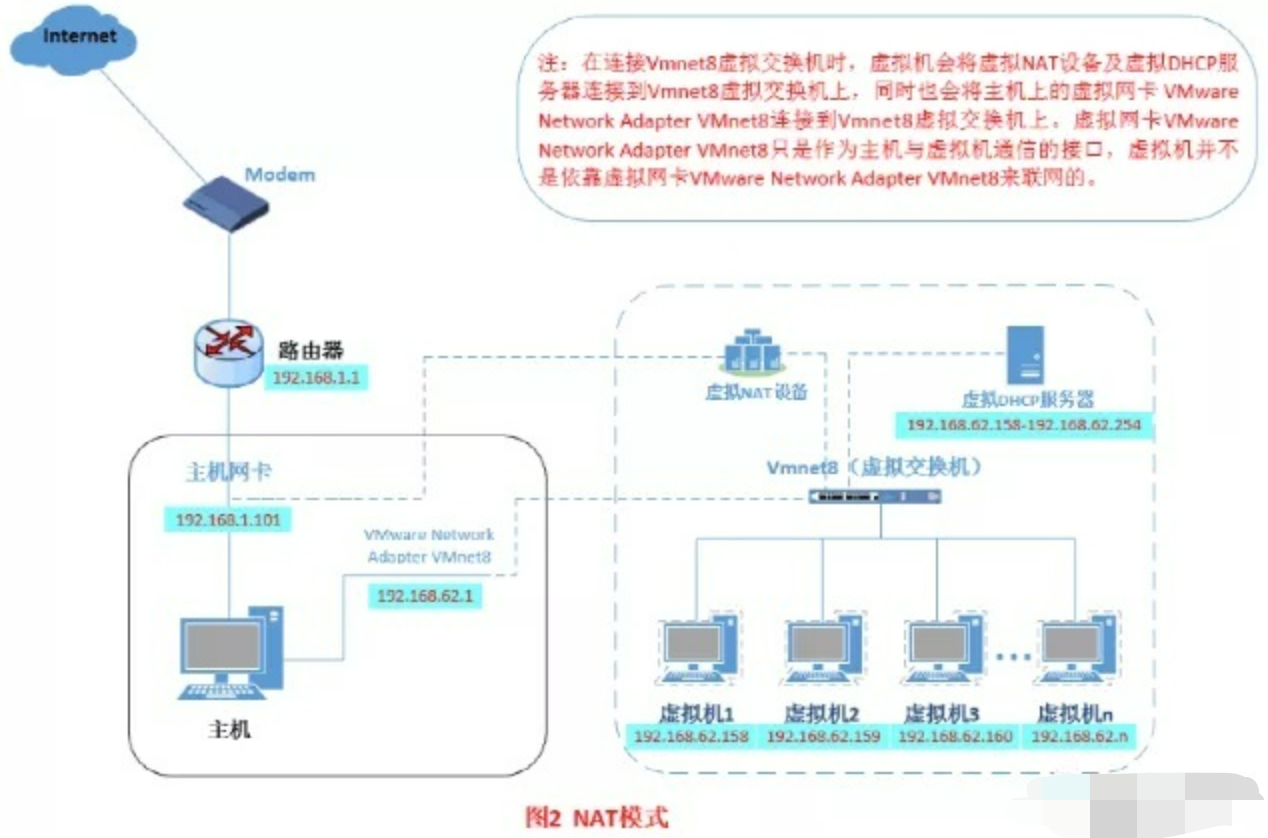 Internet
注：在连接Vmnet8虚拟交换机时，虚拟机会将虚拟NAT设备及虚拟DHCP服
务器连接到Vmnet8虚拟交换机上，同时也会将主机上的虚拟网卡 VMware
Network Adapter VMnet8连接到Vmnet8虚拟交换机上。虚拟网卡VMware
Network Adapter VMnet8只是作为主机与虚拟机通信的接口，虚拟机并不
是依靠虚拟网卡VMware Network Adapter VMnet8来联网的。
Modem
路由器
192.168.1.1
虚拟NAT设备
虚拟DHCP服务器
192.168.62.158-192.168.62.254
主机网卡
Vmnet8（虚拟交换机）
192.168.1.101
VMware Network
Adapter VMnet8
192.168.62.1
主机
虚拟机1
虚拟机2
虚拟机3
虚拟机n
192.168.62.158
192.168.62.159
192.168.62.160
192.168.62.n
图2 NAT模式